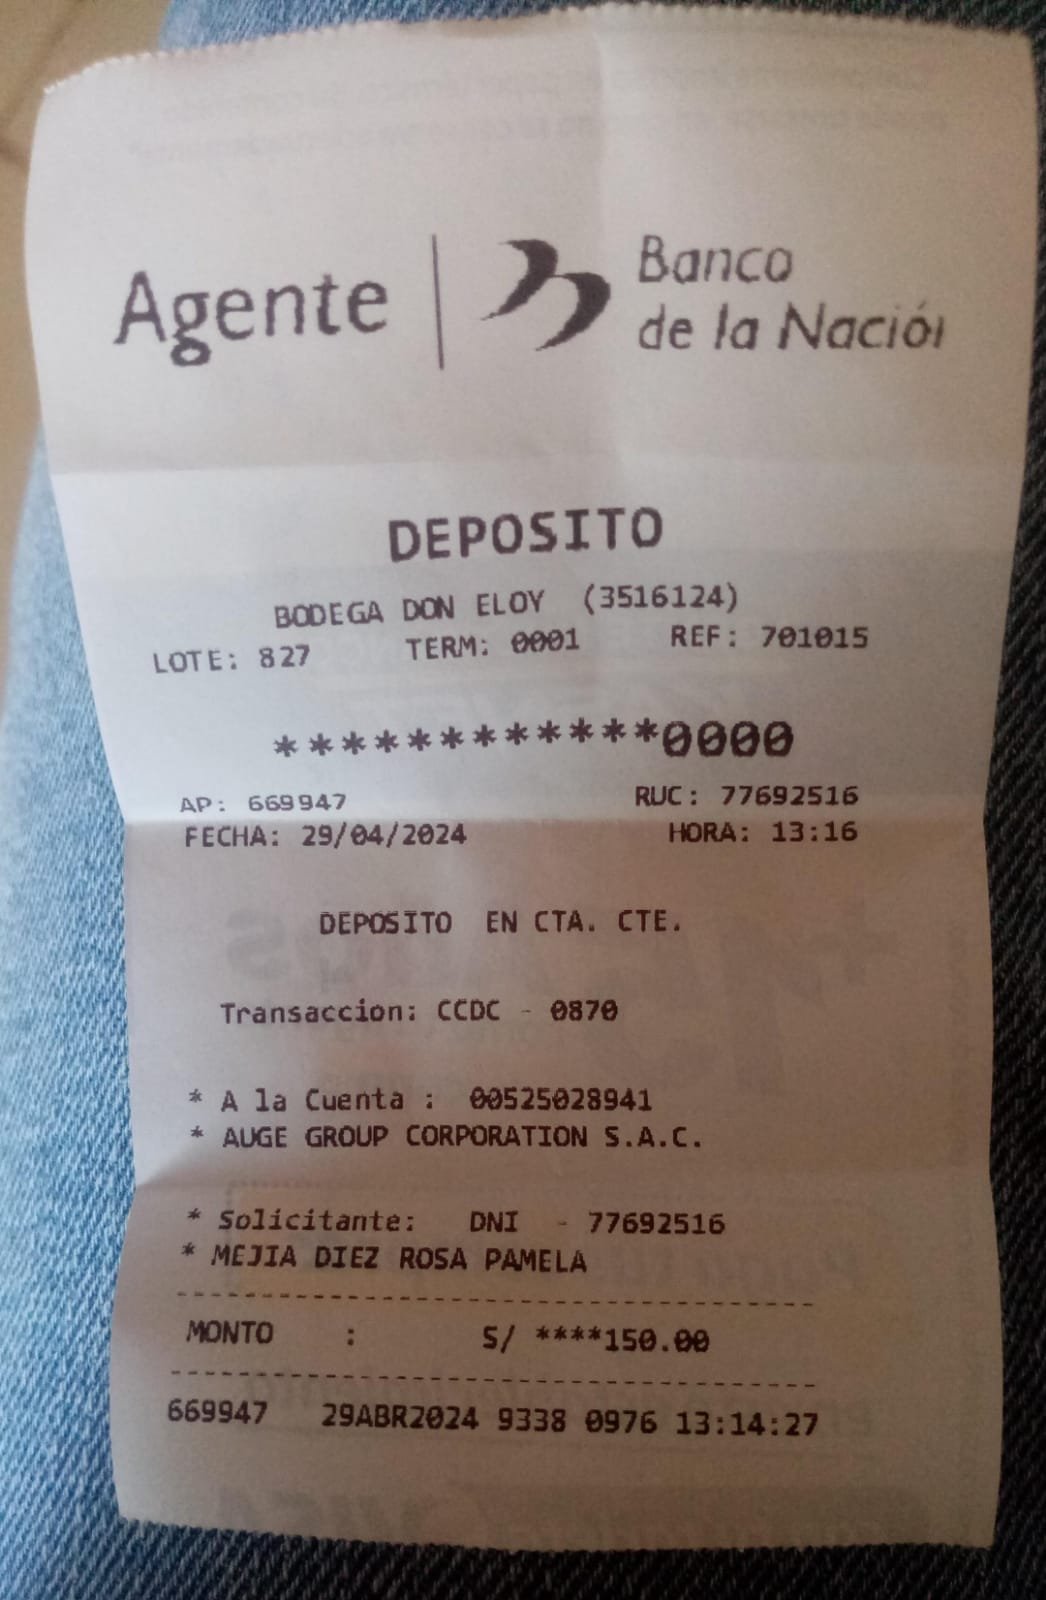 Agente | Banco
de la Nación
DEPOSITO
BODEGA DON ELOY (3516124)
LOTE: 827 TERM: 0001 REF: 701015
************0000
AP: 669947 RUC: 77692516
FECHA: 29/04/2024 HORA: 13:16
DEPOSITO EN CTA. CTE.
Transaccion: CCDC - 0870
* A la Cuenta : 00525028941
* AUGE GROUP CORPORATION S.A.C.
* Solicitante: DNI - 77692516
* MEJIA DIEZ ROSA PAMELA
--------------------------------------
MONTO : S/ ****150.00
--------------------------------------
669947 29ABR2024 9338 0976 13:14:27